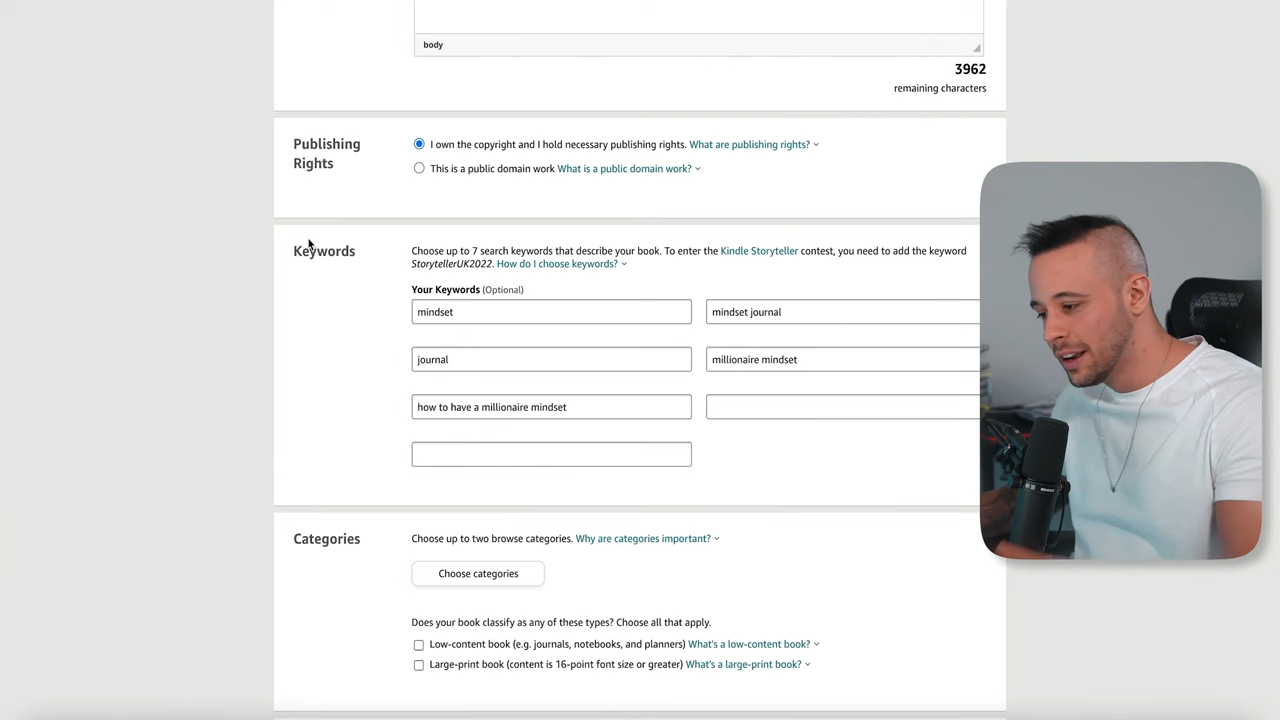 body
3962
remaining characters
Publishing
Rights
I own the copyright and I hold necessary publishing rights. What are publishing rights?
This is a public domain work What is a public domain work?
Keywords
Choose up to 7 search keywords that describe your book. To enter the Kindle Storyteller contest, you need to add the keyword
StorytellerUK2022. How do I choose keywords?
Your Keywords (Optional)
mindset
mindset journal
journal
millionaire mindset
how to have a millionaire mindset
Categories
Choose up to two browse categories. Why are categories important?
Choose categories
Does your book classify as any of these types? Choose all that apply.
Low-content book (e.g. journals, notebooks, and planners) What's a low-content book?
Large-print book (content is 16-point font size or greater) What's a large-print book?